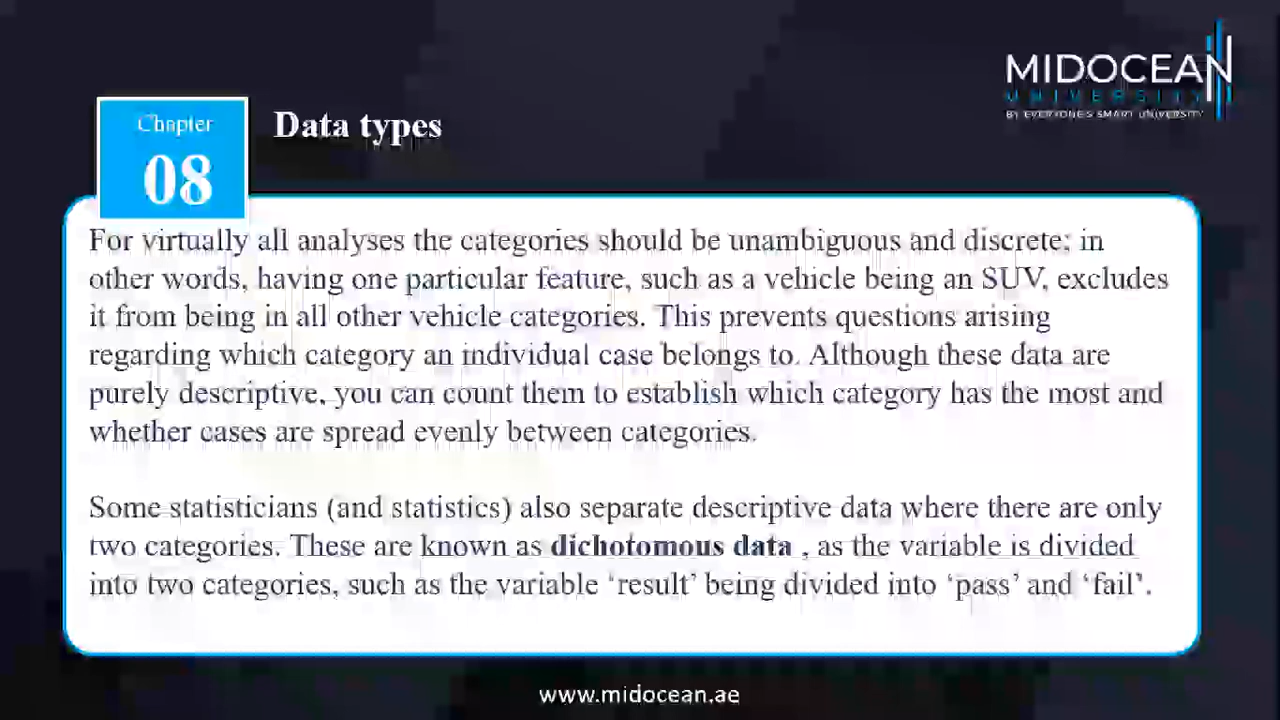 MIDOCEAN
UNIVERSITY
BY EVERYONE'S SMART UNIVERSITY
Chapter
08
Data types
For virtually all analyses the categories should be unambiguous and discrete; in
other words, having one particular feature, such as a vehicle being an SUV, excludes
it from being in all other vehicle categories. This prevents questions arising
regarding which category an individual case belongs to. Although these data are
purely descriptive, you can count them to establish which category has the most and
whether cases are spread evenly between categories.
Some statisticians (and statistics) also separate descriptive data where there are only
two categories. These are known as dichotomous data , as the variable is divided
into two categories, such as the variable ‘result’ being divided into ‘pass’ and ‘fail’.
www.midocean.ae